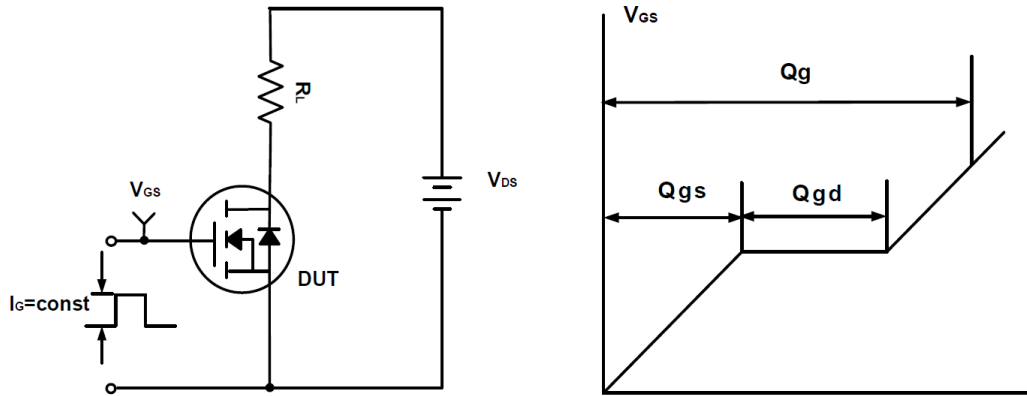 RL
VDS
VGS
DUT
IG=const
VGS
Qg
Qgs
Qgd